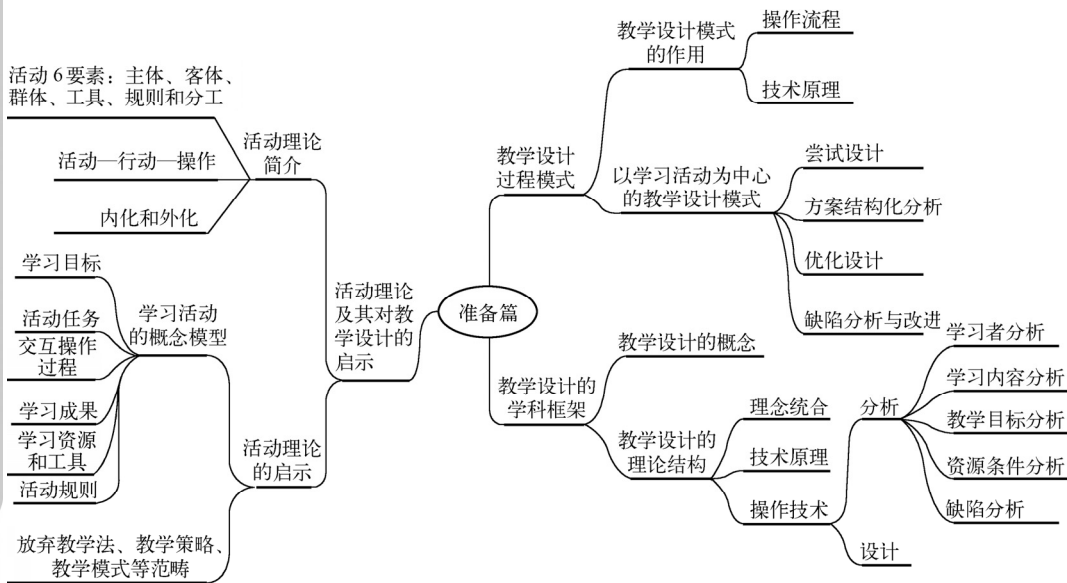 准备篇
教学设计
过程模式
教学设计模式
的作用
操作流程
技术原理
以学习活动为中心
的教学设计模式
尝试设计
方案结构化分析
优化设计
缺陷分析与改进
教学设计的
学科框架
教学设计的概念
教学设计的
理论结构
理念统合
技术原理
操作技术
分析
学习者分析
学习内容分析
教学目标分析
资源条件分析
缺陷分析
设计
活动理论
及其对教
学设计的
启示
活动理论
简介
活动6要素：主体、客体、
群体、工具、规则和分工
活动—行动—操作
内化和外化
活动理论
的启示
学习活动
的概念模型
学习目标
活动任务
交互操作
过程
学习成果
学习资源
和工具
活动规则
放弃教学法、教学策略、
教学模式等范畴